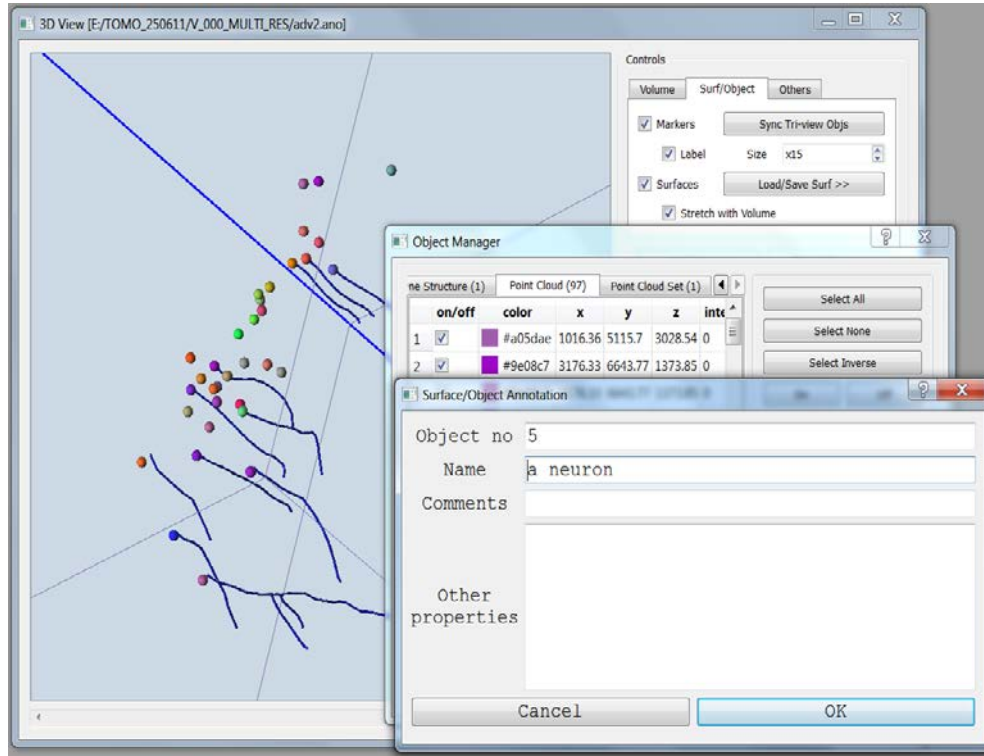 3D View [E:/TOMO_250611/V_000_MULTI_RES/adv2.ano]
Controls
Volume Surf/Object Others
Markers Sync Tri-view Objs
Label Size x15
Surfaces Load/Save Surf >>
Stretch with Volume
Object Manager
ne Structure (1) Point Cloud (97) Point Cloud Set (1)
on/off color x y z inte
1 #a05dae 1016.36 5115.7 3028.54 0
2 #9e08c7 3176.33 6643.77 1373.85 0
Select All
Select None
Select Inverse
Surface/Object Annotation
Object no 5
Name a neuron
Comments
Other
properties
Cancel OK